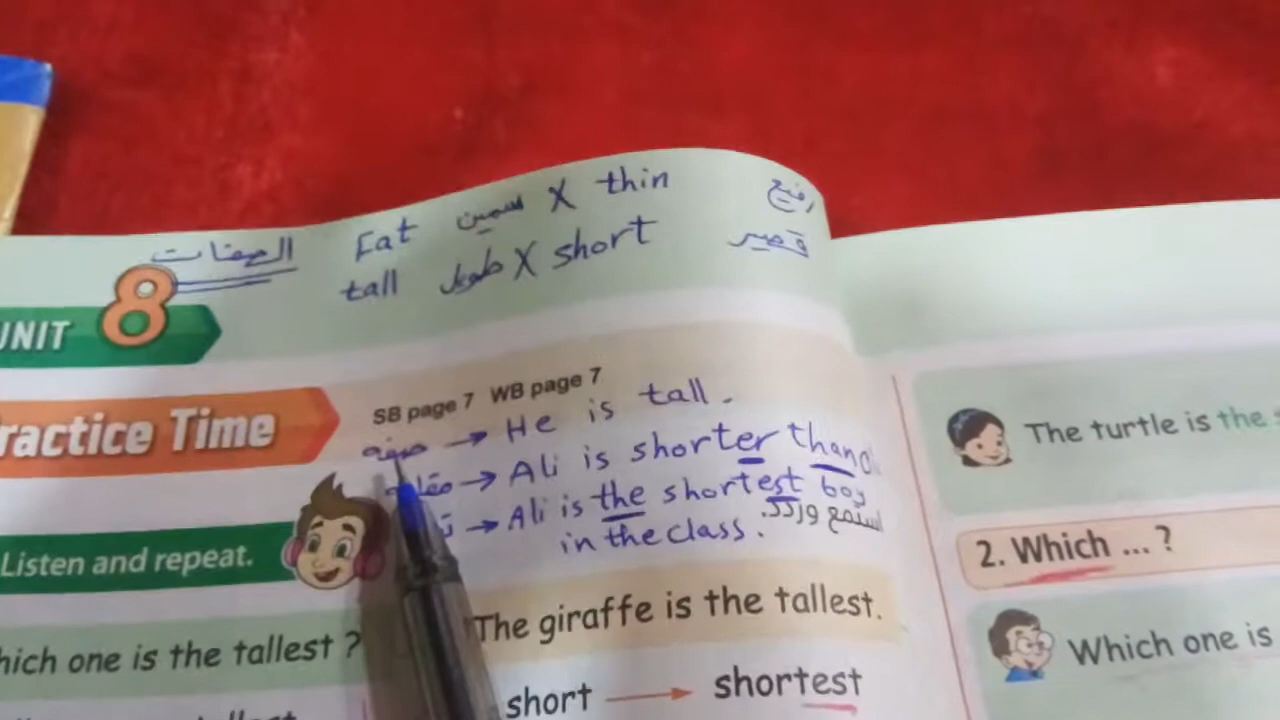 الصفات Fat سمين X thin رفيع
tall طويل X short قصير
UNIT 8
SB page 7 WB page 7
ractice Time
صفه → He is tall.
→ Ali is shorter than
→ Ali is the shortest boy
in the class.
استمع وردد.
Listen and repeat.
The giraffe is the tallest.
hich one is the tallest ?
short → shortest
The turtle is the
2. Which ... ?
Which one is